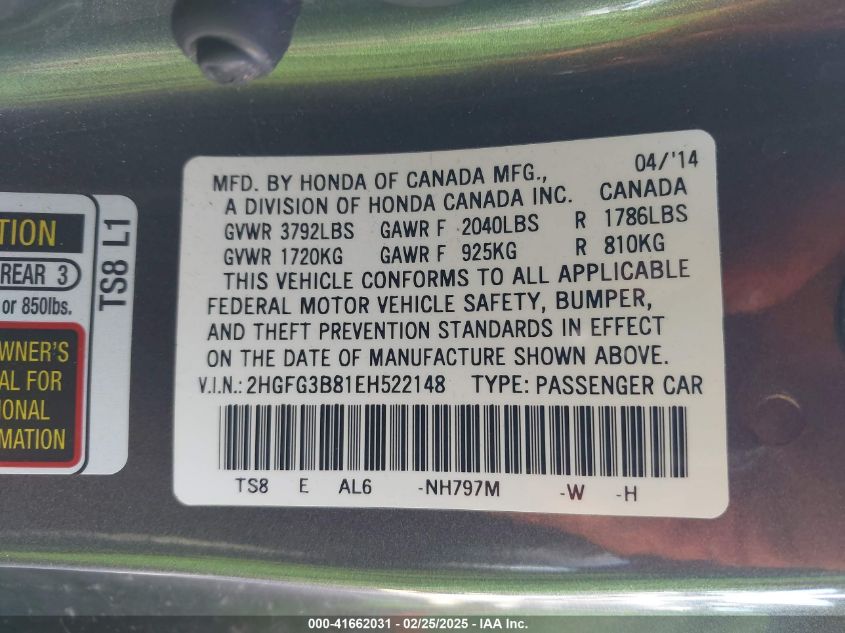 MFD. BY HONDA OF CANADA MFG., 04/'14
A DIVISION OF HONDA CANADA INC. CANADA
GVWR 3792LBS GAWR F 2040LBS R 1786LBS
GVWR 1720KG GAWR F 925KG R 810KG
THIS VEHICLE CONFORMS TO ALL APPLICABLE
FEDERAL MOTOR VEHICLE SAFETY, BUMPER,
AND THEFT PREVENTION STANDARDS IN EFFECT
ON THE DATE OF MANUFACTURE SHOWN ABOVE.
V.I.N.: 2HGFG3B81EH522148 TYPE: PASSENGER CAR
TS8 E AL6 -NH797M -W -H
TION
REAR 3
or 850lbs.
WNER'S
AL FOR
IONAL
MATION
TS8 L1
000-41662031 - 02/25/2025 - IAA Inc.